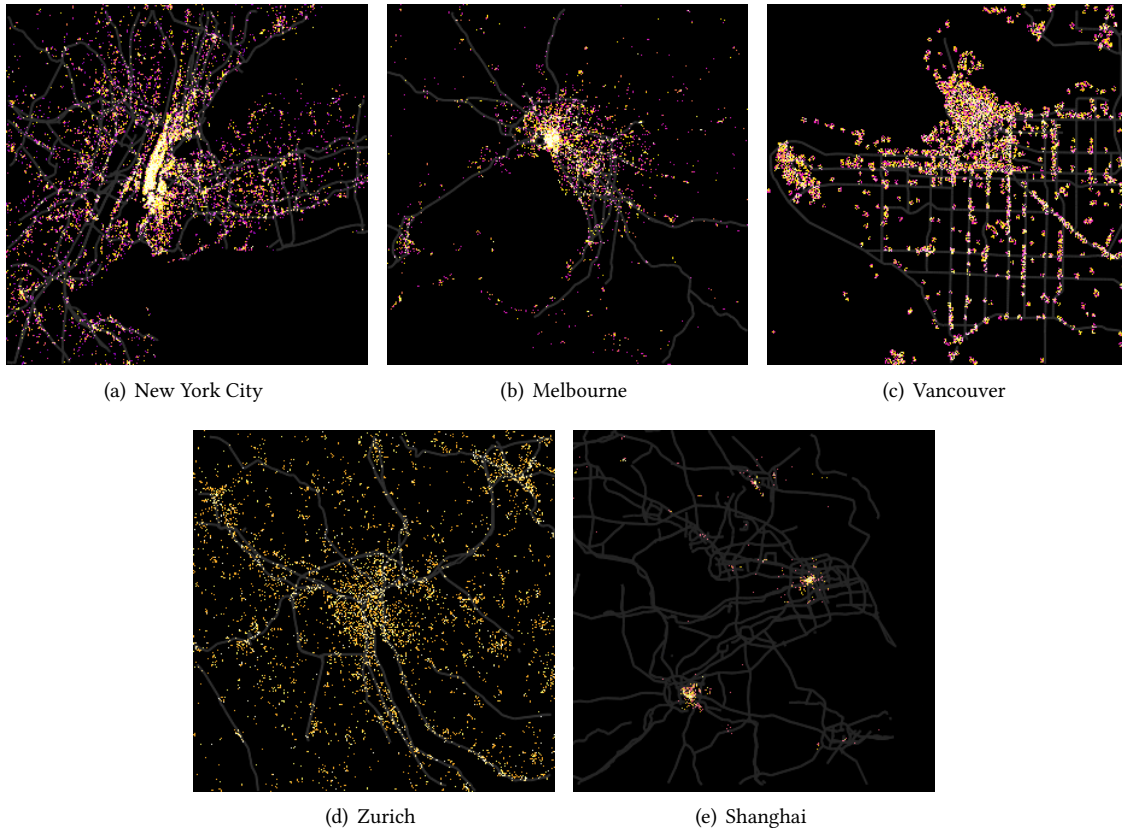 (a) New York City
(b) Melbourne
(c) Vancouver
(d) Zurich
(e) Shanghai